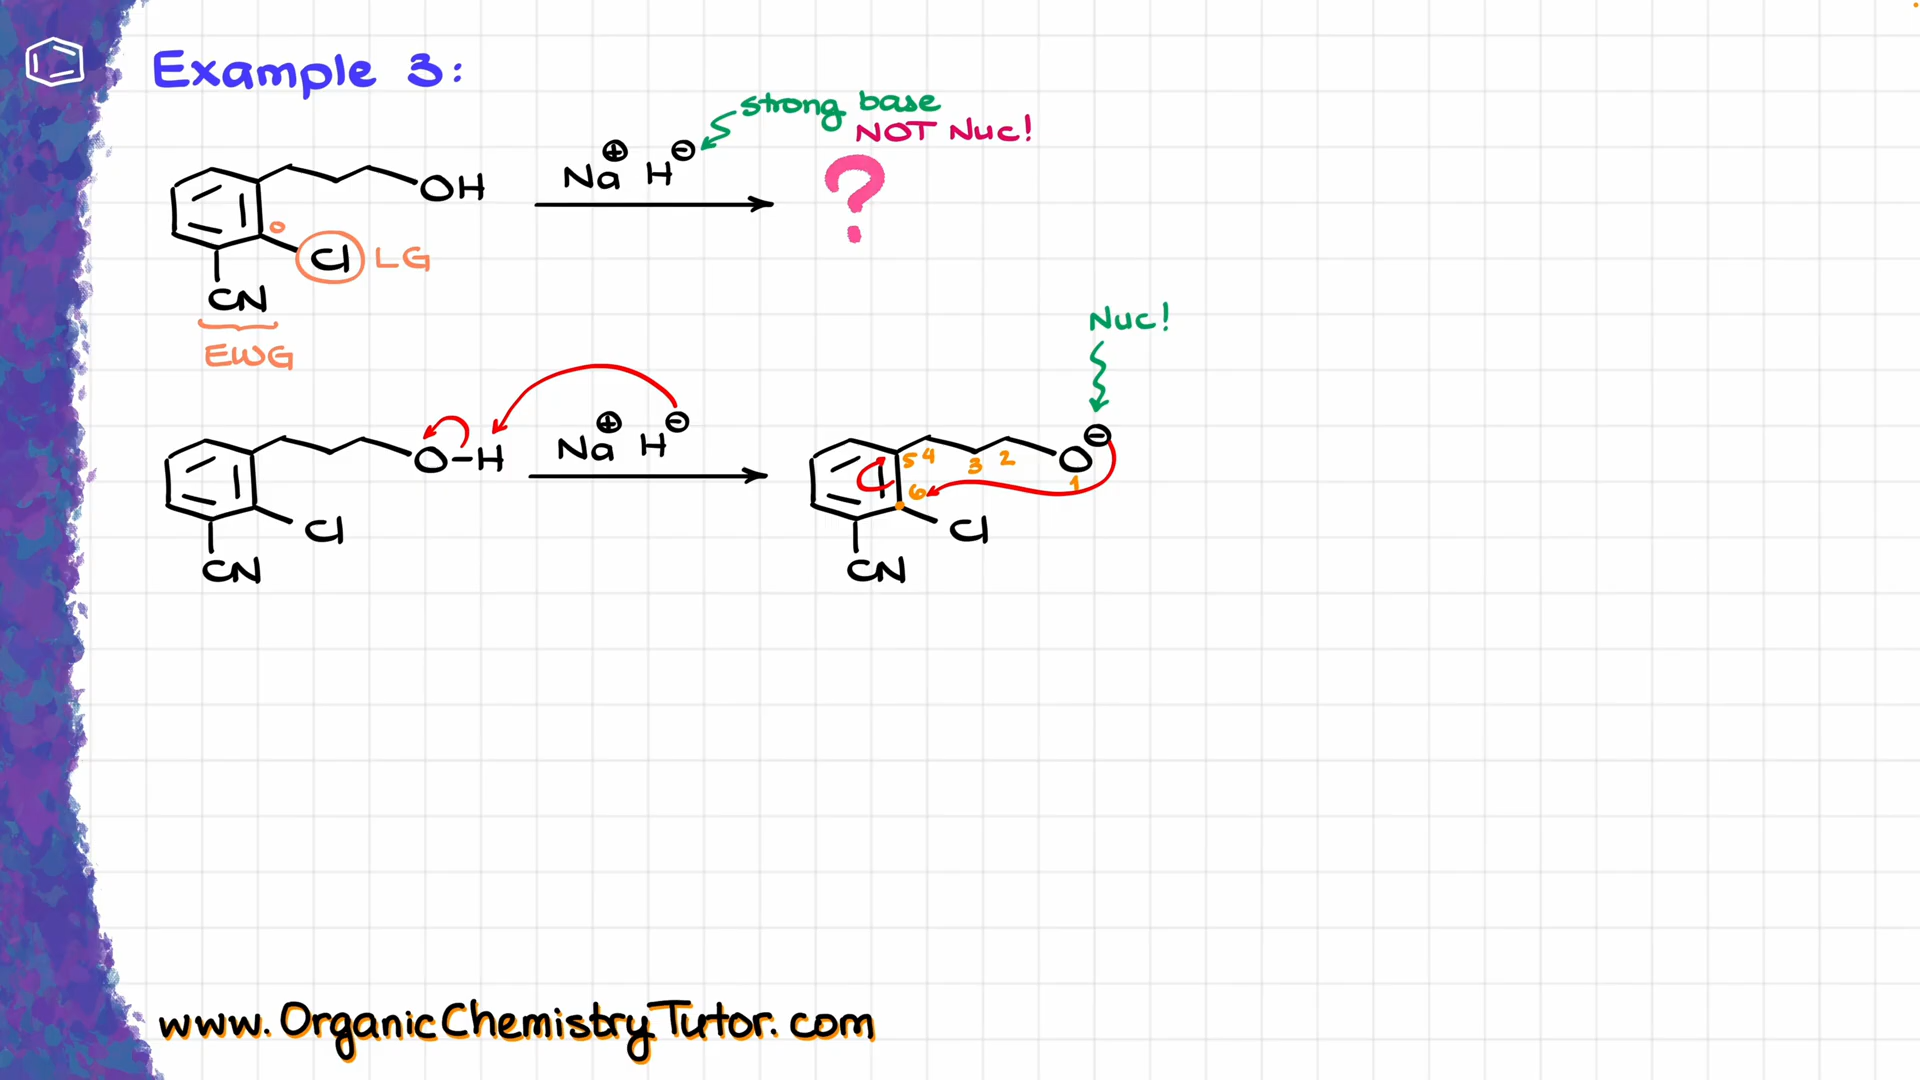 Example 3:
strong base
NOT Nuc!
Na⊕ H⊖
?
OH
Cl LG
CN
EWG
Nuc!
O-H
Na⊕ H⊖
Cl
CN
O⊖
5 4 3 2 1
6
Cl
CN
www.OrganicChemistryTutor.com